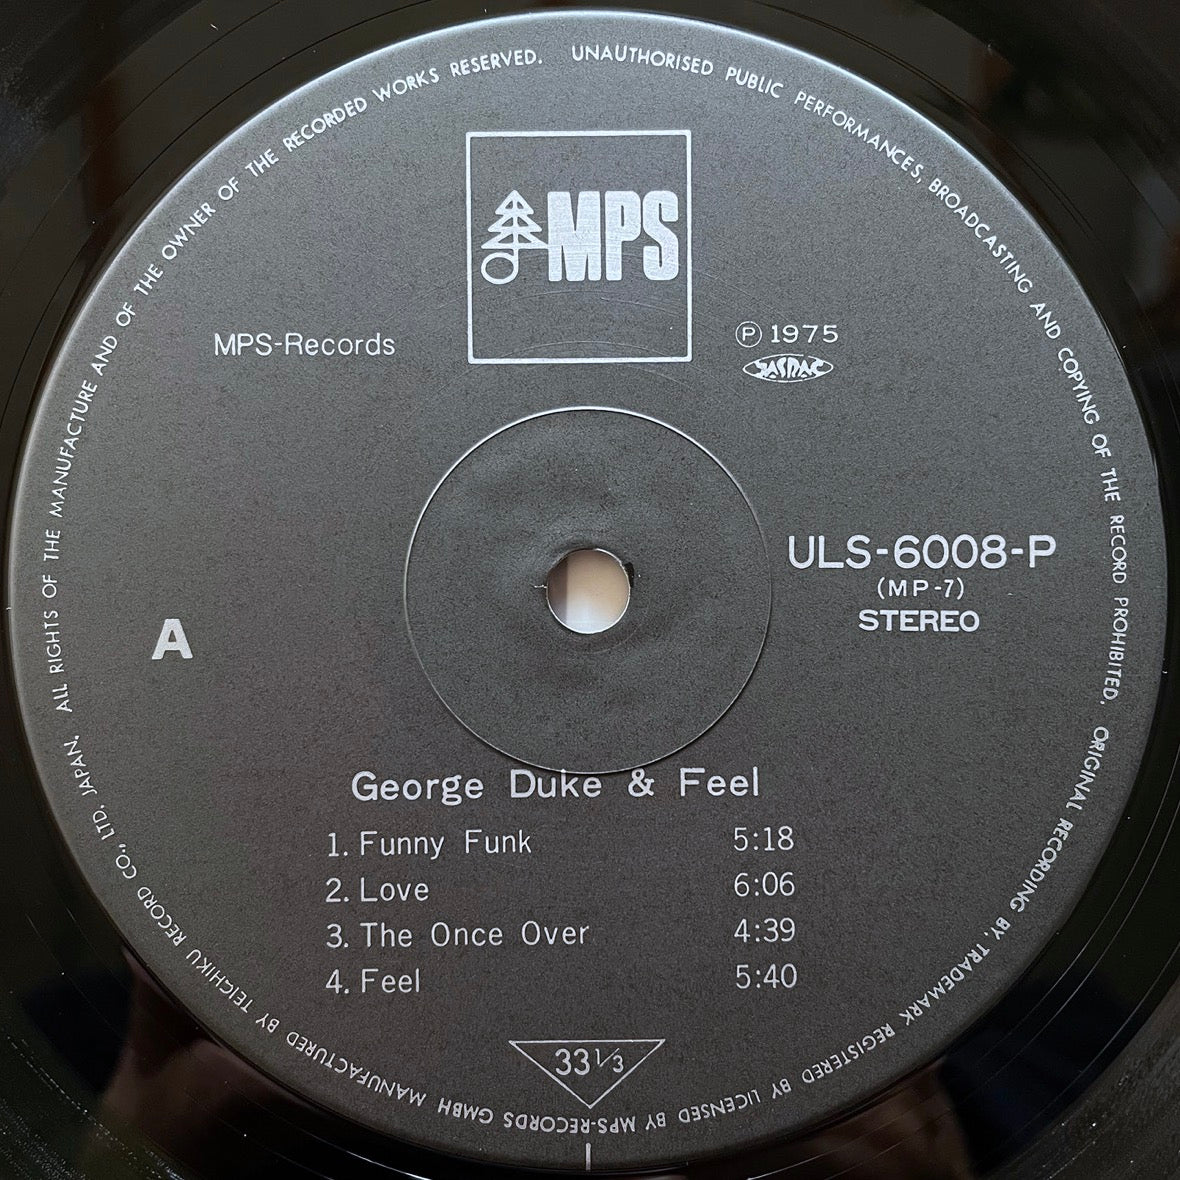 ALL RIGHTS OF THE MANUFACTURE AND OF THE OWNER OF THE RECORDED WORKS RESERVED. UNAUTHORISED PUBLIC PERFORMANCES, BROADCASTING AND COPYING OF THE RECORD PROHIBITED. ORIGINAL RECORDING BY, TRADEMARK REGISTERED BY LICENSED BY MPS-RECORDS GMBH MANUFACTURED BY TEICHIKU RECORD CO., LTD. JAPAN.
MPS
MPS-Records
Ⓟ 1975
JASRAC
ULS-6008-P
(MP-7)
STEREO
A
George Duke & Feel
1. Funny Funk 5:18
2. Love 6:06
3. The Once Over 4:39
4. Feel 5:40
33 1/3